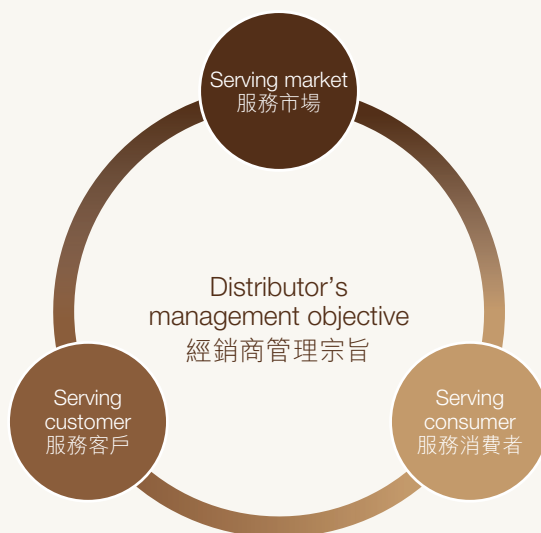 Serving market
服務市場
Distributor’s
management objective
經銷商管理宗旨
Serving
customer
服務客戶
Serving
consumer
服務消費者